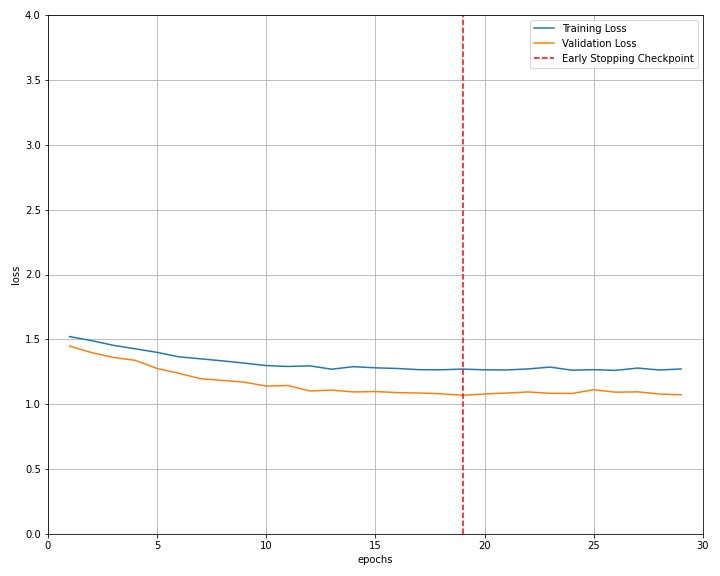 4.0
3.5
3.0
2.5
2.0
1.5
1.0
0.5
0.0
loss
0 5 10 15 20 25 30
epochs
Training Loss
Validation Loss
Early Stopping Checkpoint